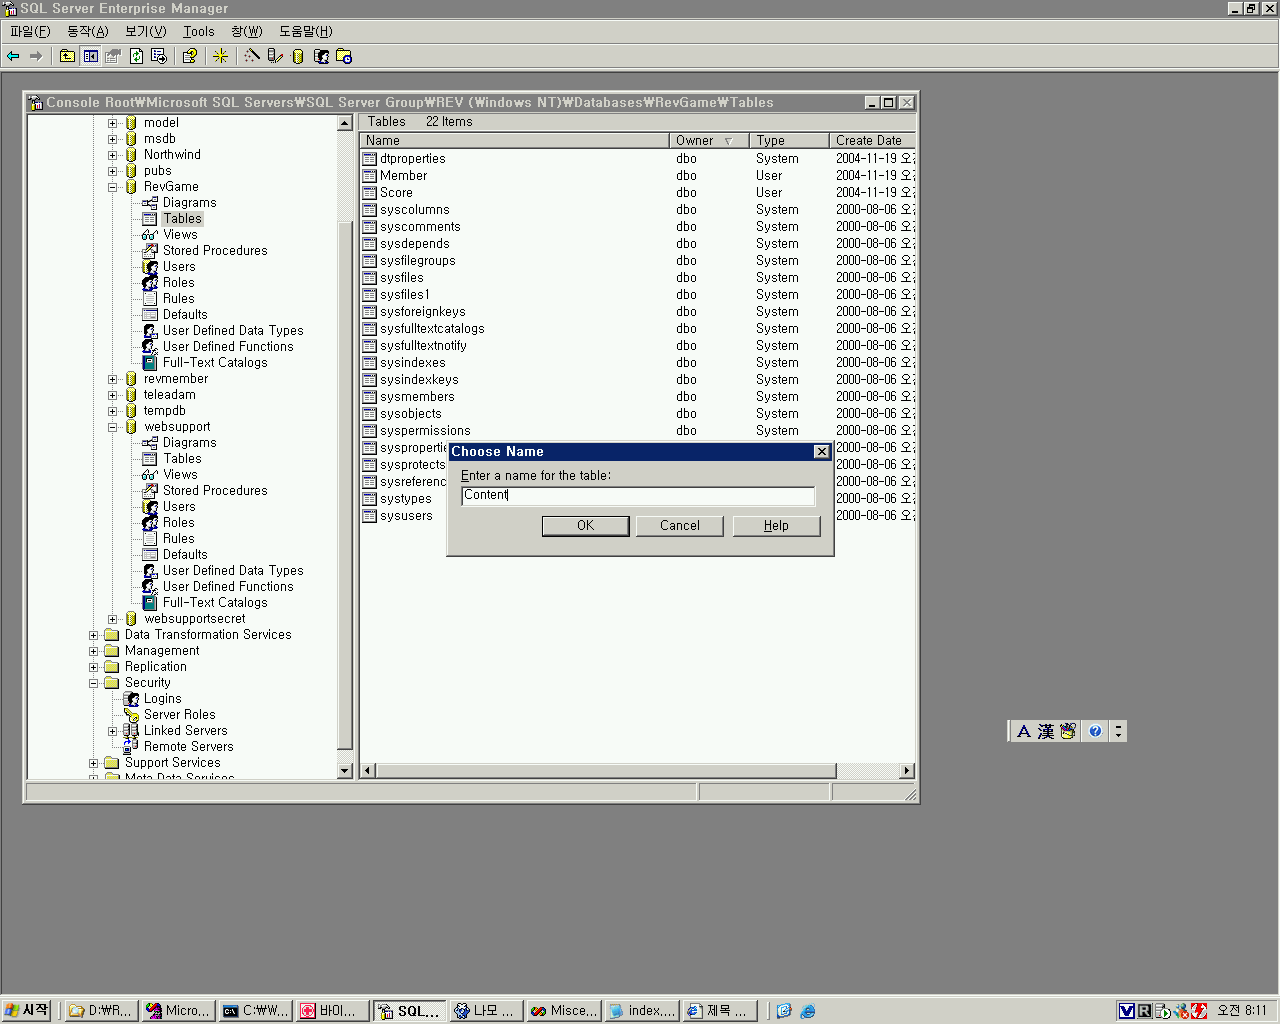 SQL Server Enterprise Manager
파일(F) 동작(A) 보기(V) Tools 창(W) 도움말(H)
Console Root₩Microsoft SQL Servers₩SQL Server Group₩REV (Windows NT)₩Databases₩RevGame₩Tables
model
msdb
Northwind
pubs
RevGame
Diagrams
Tables
Views
Stored Procedures
Users
Roles
Rules
Defaults
User Defined Data Types
User Defined Functions
Full-Text Catalogs
revmember
teleadam
tempdb
websupport
Diagrams
Tables
Views
Stored Procedures
Users
Roles
Rules
Defaults
User Defined Data Types
User Defined Functions
Full-Text Catalogs
websupportsecret
Data Transformation Services
Management
Replication
Security
Logins
Server Roles
Linked Servers
Remote Servers
Support Services
Meta Data Services
Tables 22 Items
Name Owner Type Create Date
dtproperties dbo System 2004-11-19 오
Member dbo User 2004-11-19 오
Score dbo User 2004-11-19 오
syscolumns dbo System 2000-08-06 오
syscomments dbo System 2000-08-06 오
sysdepends dbo System 2000-08-06 오
sysfilegroups dbo System 2000-08-06 오
sysfiles dbo System 2000-08-06 오
sysfiles1 dbo System 2000-08-06 오
sysforeignkeys dbo System 2000-08-06 오
sysfulltextcatalogs dbo System 2000-08-06 오
sysfulltextnotify dbo System 2000-08-06 오
sysindexes dbo System 2000-08-06 오
sysindexkeys dbo System 2000-08-06 오
sysmembers dbo System 2000-08-06 오
sysobjects dbo System 2000-08-06 오
syspermissions dbo System 2000-08-06 오
sysproperti 2000-08-06 오
sysprotects 2000-08-06 오
sysreferenc 2000-08-06 오
systypes 2000-08-06 오
sysusers 2000-08-06 오
Choose Name
Enter a name for the table:
Content
OK Cancel Help
A 漢
시작 D:₩R... Micro... C:₩W... 바이... SQL... 나모 ... Misce... index.... 제목 ... V R 오전 8:11